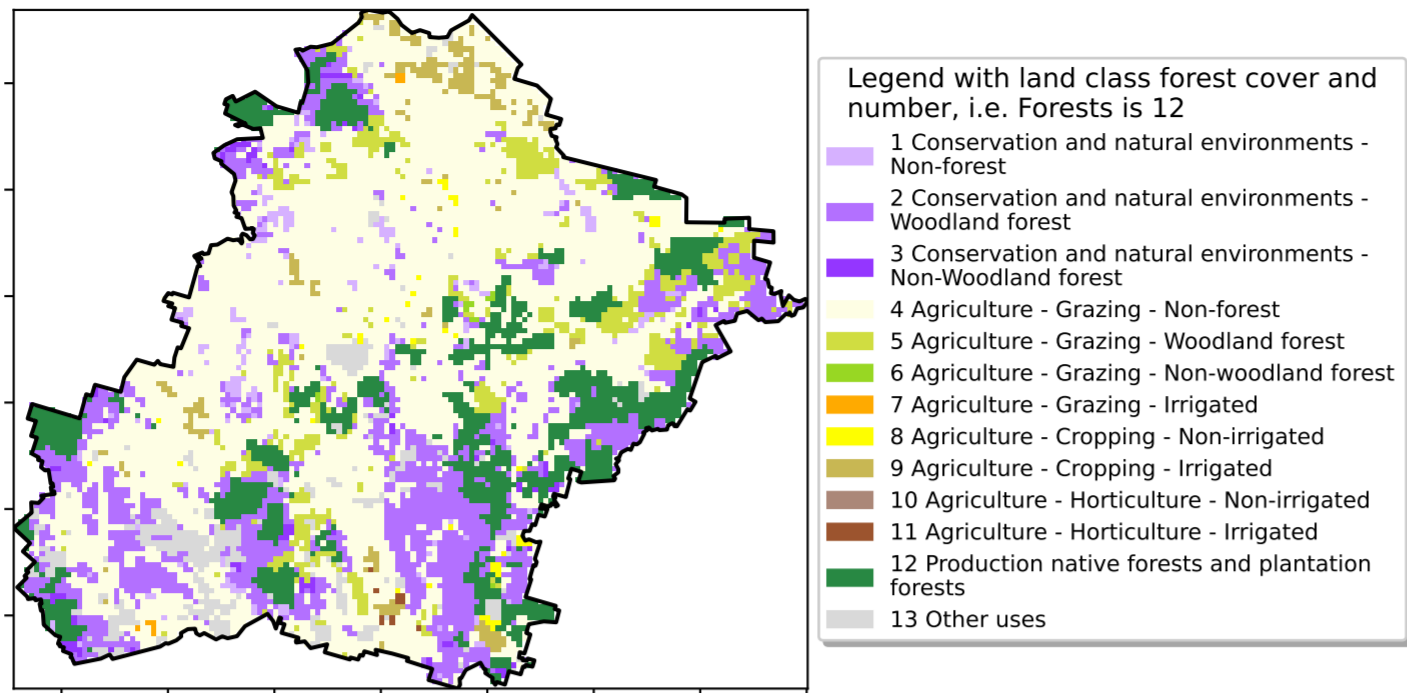 Legend with land class forest cover and
number, i.e. Forests is 12
1 Conservation and natural environments -
Non-forest
2 Conservation and natural environments -
Woodland forest
3 Conservation and natural environments -
Non-Woodland forest
4 Agriculture - Grazing - Non-forest
5 Agriculture - Grazing - Woodland forest
6 Agriculture - Grazing - Non-woodland forest
7 Agriculture - Grazing - Irrigated
8 Agriculture - Cropping - Non-irrigated
9 Agriculture - Cropping - Irrigated
10 Agriculture - Horticulture - Non-irrigated
11 Agriculture - Horticulture - Irrigated
12 Production native forests and plantation
forests
13 Other uses